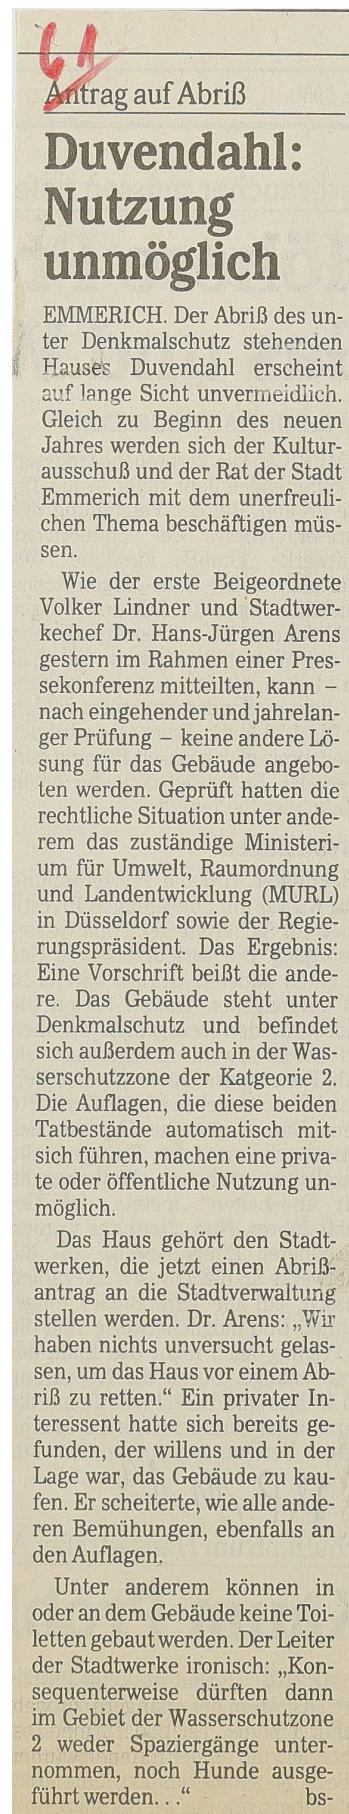 61
Antrag auf Abriß
Duvendahl:
Nutzung
unmöglich
EMMERICH. Der Abriß des un-
ter Denkmalschutz stehenden
Hauses Duvendahl erscheint
auf lange Sicht unvermeidlich.
Gleich zu Beginn des neuen
Jahres werden sich der Kultur-
ausschuß und der Rat der Stadt
Emmerich mit dem unerfreuli-
chen Thema beschäftigen müs-
sen.
Wie der erste Beigeordnete
Volker Lindner und Stadtwer-
kechef Dr. Hans-Jürgen Arens
gestern im Rahmen einer Pres-
sekonferenz mitteilten, kann –
nach eingehender und jahrelan-
ger Prüfung – keine andere Lö-
sung für das Gebäude angebo-
ten werden. Geprüft hatten die
rechtliche Situation unter ande-
rem das zuständige Ministeri-
um für Umwelt, Raumordnung
und Landentwicklung (MURL)
in Düsseldorf sowie der Regie-
rungspräsident. Das Ergebnis:
Eine Vorschrift beißt die ande-
re. Das Gebäude steht unter
Denkmalschutz und befindet
sich außerdem auch in der Was-
serschutzzone der Katgeorie 2.
Die Auflagen, die diese beiden
Tatbestände automatisch mit-
sich führen, machen eine priva-
te oder öffentliche Nutzung un-
möglich.
Das Haus gehört den Stadt-
werken, die jetzt einen Abriß-
antrag an die Stadtverwaltung
stellen werden. Dr. Arens: „Wir
haben nichts unversucht gelas-
sen, um das Haus vor einem Ab-
riß zu retten.“ Ein privater In-
teressent hatte sich bereits ge-
funden, der willens und in der
Lage war, das Gebäude zu kau-
fen. Er scheiterte, wie alle ande-
ren Bemühungen, ebenfalls an
den Auflagen.
Unter anderem können in
oder an dem Gebäude keine Toi-
letten gebaut werden. Der Leiter
der Stadtwerke ironisch: „Kon-
sequenterweise dürften dann
im Gebiet der Wasserschutzone
2 weder Spaziergänge unter-
nommen, noch Hunde ausge-
führt werden. . .“ bs-